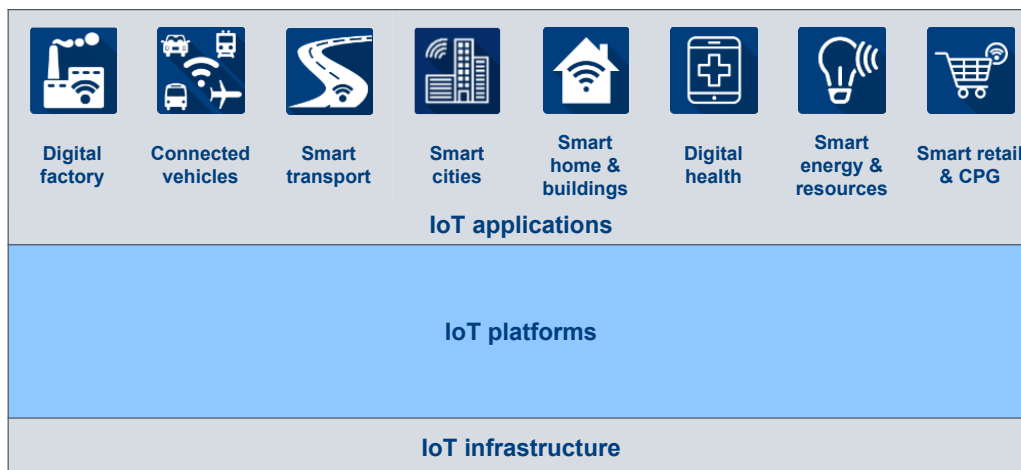 Digital
factory
Connected
vehicles
Smart
transport
Smart
cities
Smart
home &
buildings
Digital
health
Smart
energy &
resources
Smart retail
& CPG
IoT applications
IoT platforms
IoT infrastructure